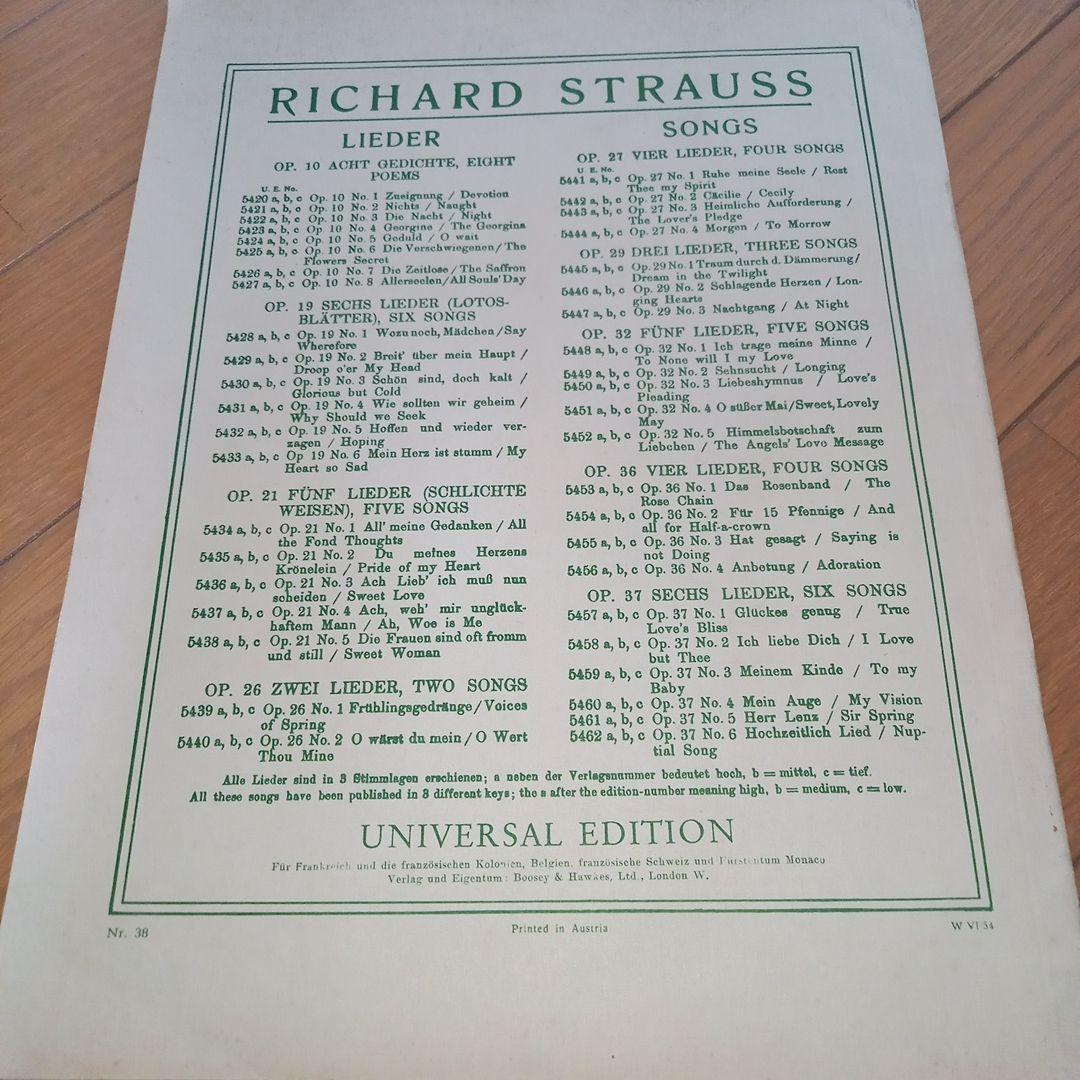 RICHARD STRAUSS
LIEDER
OP. 10 ACHT GEDICHTE, EIGHT
POEMS
U. E. No.
5420 a, b, c Op. 10 No. 1 Zueignung / Devotion
5421 a, b, c Op. 10 No. 2 Nichts / Naught
5422 a, b, c Op. 10 No. 3 Die Nacht / Night
5423 a, b, c Op. 10 No. 4 Georgine / The Georgina
5424 a, b, c Op. 10 No. 5 Geduld / O wait
5425 a, b, c Op. 10 No. 6 Die Verschwiegenen / The
Flowers Secret
5426 a, b, c Op. 10 No. 7 Die Zeitlose / The Saffron
5427 a, b, c Op. 10 No. 8 Allerseelen / All Souls' Day
OP. 19 SECHS LIEDER (LOTOS-
BLÄTTER), SIX SONGS
5428 a, b, c Op. 19 No. 1 Wozu noch, Mädchen / Say
Wherefore
5429 a, b, c Op. 19 No. 2 Breit' über mein Haupt /
Droop o'er My Head
5430 a, b, c Op. 19 No. 3 Schön sind, doch kalt /
Glorious but Cold
5431 a, b, c Op. 19 No. 4 Wie sollten wir geheim /
Why Should we Seek
5432 a, b, c Op. 19 No. 5 Hoffen und wieder ver-
zagen / Hoping
5433 a, b, c Op 19 No. 6 Mein Herz ist stumm / My
Heart so Sad
OP. 21 FÜNF LIEDER (SCHLICHTE
WEISEN), FIVE SONGS
5434 a, b, c Op. 21 No. 1 All' meine Gedanken / All
the Fond Thoughts
5435 a, b, c Op. 21 No. 2 Du meines Herzens
Krönelein / Pride of my Heart
5436 a, b, c Op. 21 No. 3 Ach Lieb' ich muß nun
scheiden / Sweet Love
5437 a, b, c Op. 21 No. 4 Ach, weh' mir unglück-
haftem Mann / Ah, Woe is Me
5438 a, b, c Op. 21 No. 5 Die Frauen sind oft fromm
und still / Sweet Woman
OP. 26 ZWEI LIEDER, TWO SONGS
5439 a, b, c Op. 26 No. 1 Frühlingsgedränge / Voices
of Spring
5440 a, b, c Op. 26 No. 2 O wärst du mein / O Wert
Thou Mine
SONGS
OP. 27 VIER LIEDER, FOUR SONGS
U. E. No.
5441 a, b, c Op. 27 No. 1 Ruhe meine Seele / Rest
Thee my Spirit
5442 a, b, c Op. 27 No. 2 Cäcilie / Cecily
5443 a, b, c Op. 27 No. 3 Heimliche Aufforderung /
The Lover's Pledge
5444 a, b, c Op. 27 No. 4 Morgen / To Morrow
OP. 29 DREI LIEDER, THREE SONGS
5445 a, b, c Op. 29 No. 1 Traum durch d. Dämmerung /
Dream in the Twilight
5446 a, b, c Op. 29 No. 2 Schlagende Herzen / Lon-
ging Hearts
5447 a, b, c Op. 29 No. 3 Nachtgang / At Night
OP. 32 FÜNF LIEDER, FIVE SONGS
5448 a, b, c Op. 32 No. 1 Ich trage meine Minne /
To None will I my Love
5449 a, b, c Op. 32 No. 2 Sehnsucht / Longing
5450 a, b, c Op. 32 No. 3 Liebeshymnus / Love's
Pleading
5451 a, b, c Op. 32 No. 4 O süßer Mai / Sweet, Lovely
May
5452 a, b, c Op. 32 No. 5 Himmelsbotschaft zum
Liebchen / The Angels' Love Message
OP. 36 VIER LIEDER, FOUR SONGS
5453 a, b, c Op. 36 No. 1 Das Rosenband / The
Rose Chain
5454 a, b, c Op. 36 No. 2 Für 15 Pfennige / And
all for Half-a-crown
5455 a, b, c Op. 36 No. 3 Hat gesagt / Saying is
not Doing
5456 a, b, c Op. 36 No. 4 Anbetung / Adoration
OP. 37 SECHS LIEDER, SIX SONGS
5457 a, b, c Op. 37 No. 1 Glückes genug / True
Love's Bliss
5458 a, b, c Op. 37 No. 2 Ich liebe Dich / I Love
but Thee
5459 a, b, c Op. 37 No. 3 Meinem Kinde / To my
Baby
5460 a, b, c Op. 37 No. 4 Mein Auge / My Vision
5461 a, b, c Op. 37 No. 5 Herr Lenz / Sir Spring
5462 a, b, c Op. 37 No. 6 Hochzeitlich Lied / Nup-
tial Song
Alle Lieder sind in 3 Stimmlagen erschienen; a neben der Verlagsnummer bedeutet hoch, b = mittel, c = tief.
All these songs have been published in 3 different keys; the a after the edition-number meaning high, b = medium, c = low.
UNIVERSAL EDITION
Für Frankreich und die französischen Kolonien, Belgien, französische Schweiz und Fürstentum Monaco
Verlag und Eigentum: Boosey & Hawkes, Ltd., London W.
Nr. 38
Printed in Austria
W VI 54